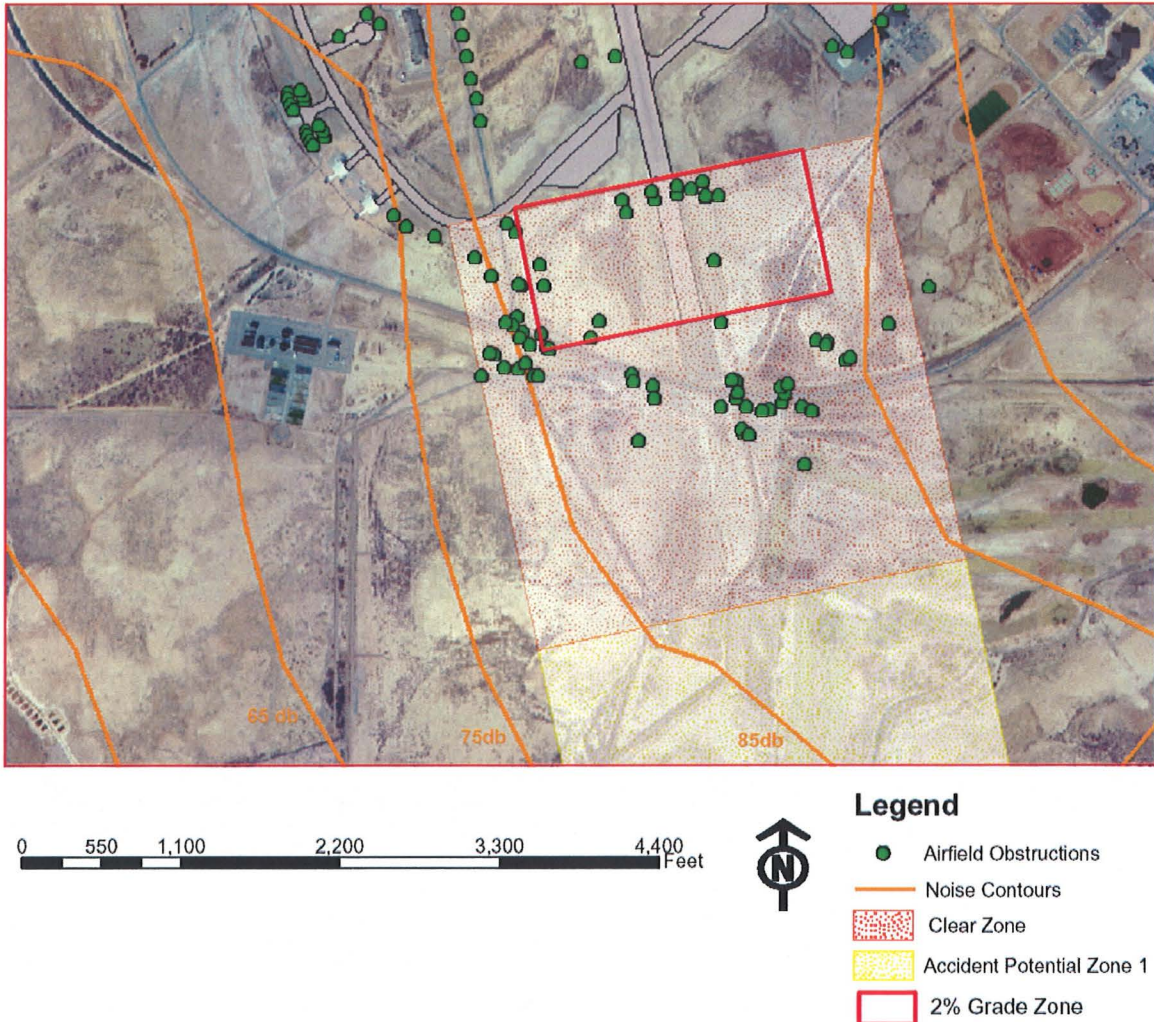 65 db
75db
85db
0 550 1,100 2,200 3,300 4,400
Feet
N
Legend
Airfield Obstructions
Noise Contours
Clear Zone
Accident Potential Zone 1
2% Grade Zone